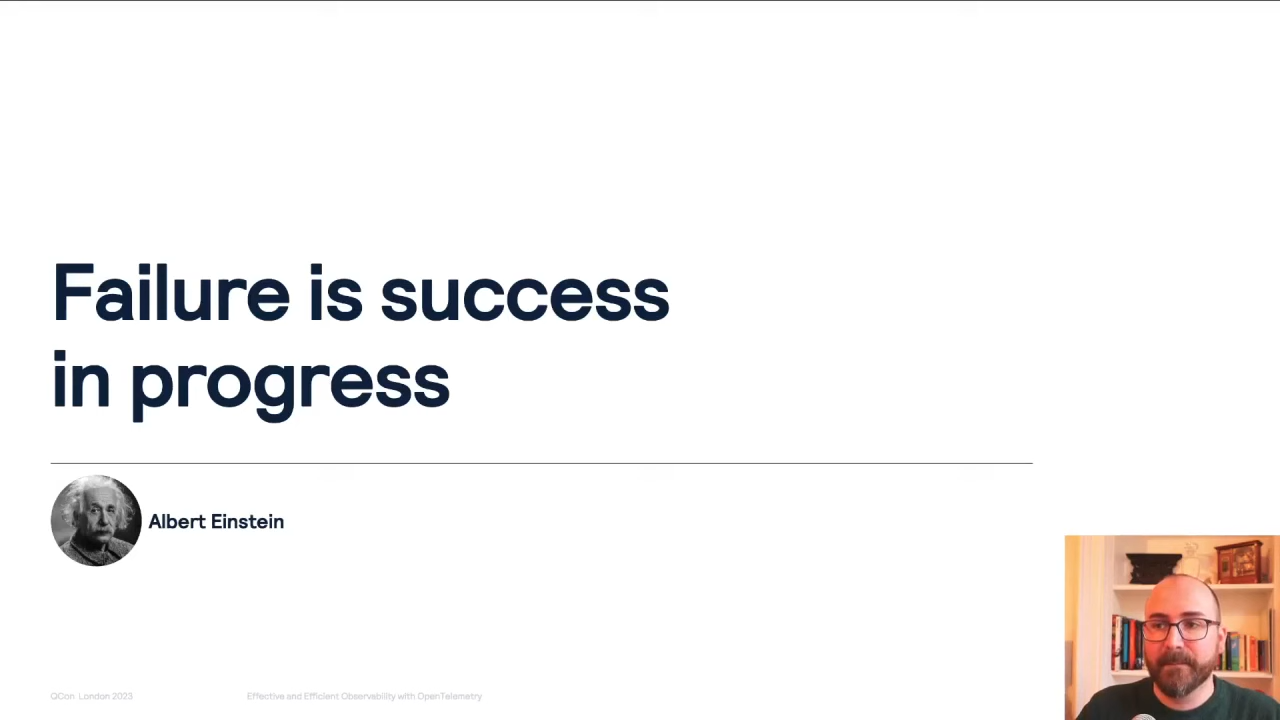 Failure is success
in progress
Albert Einstein
QCon London 2023
Effective and Efficient Observability with OpenTelemetry